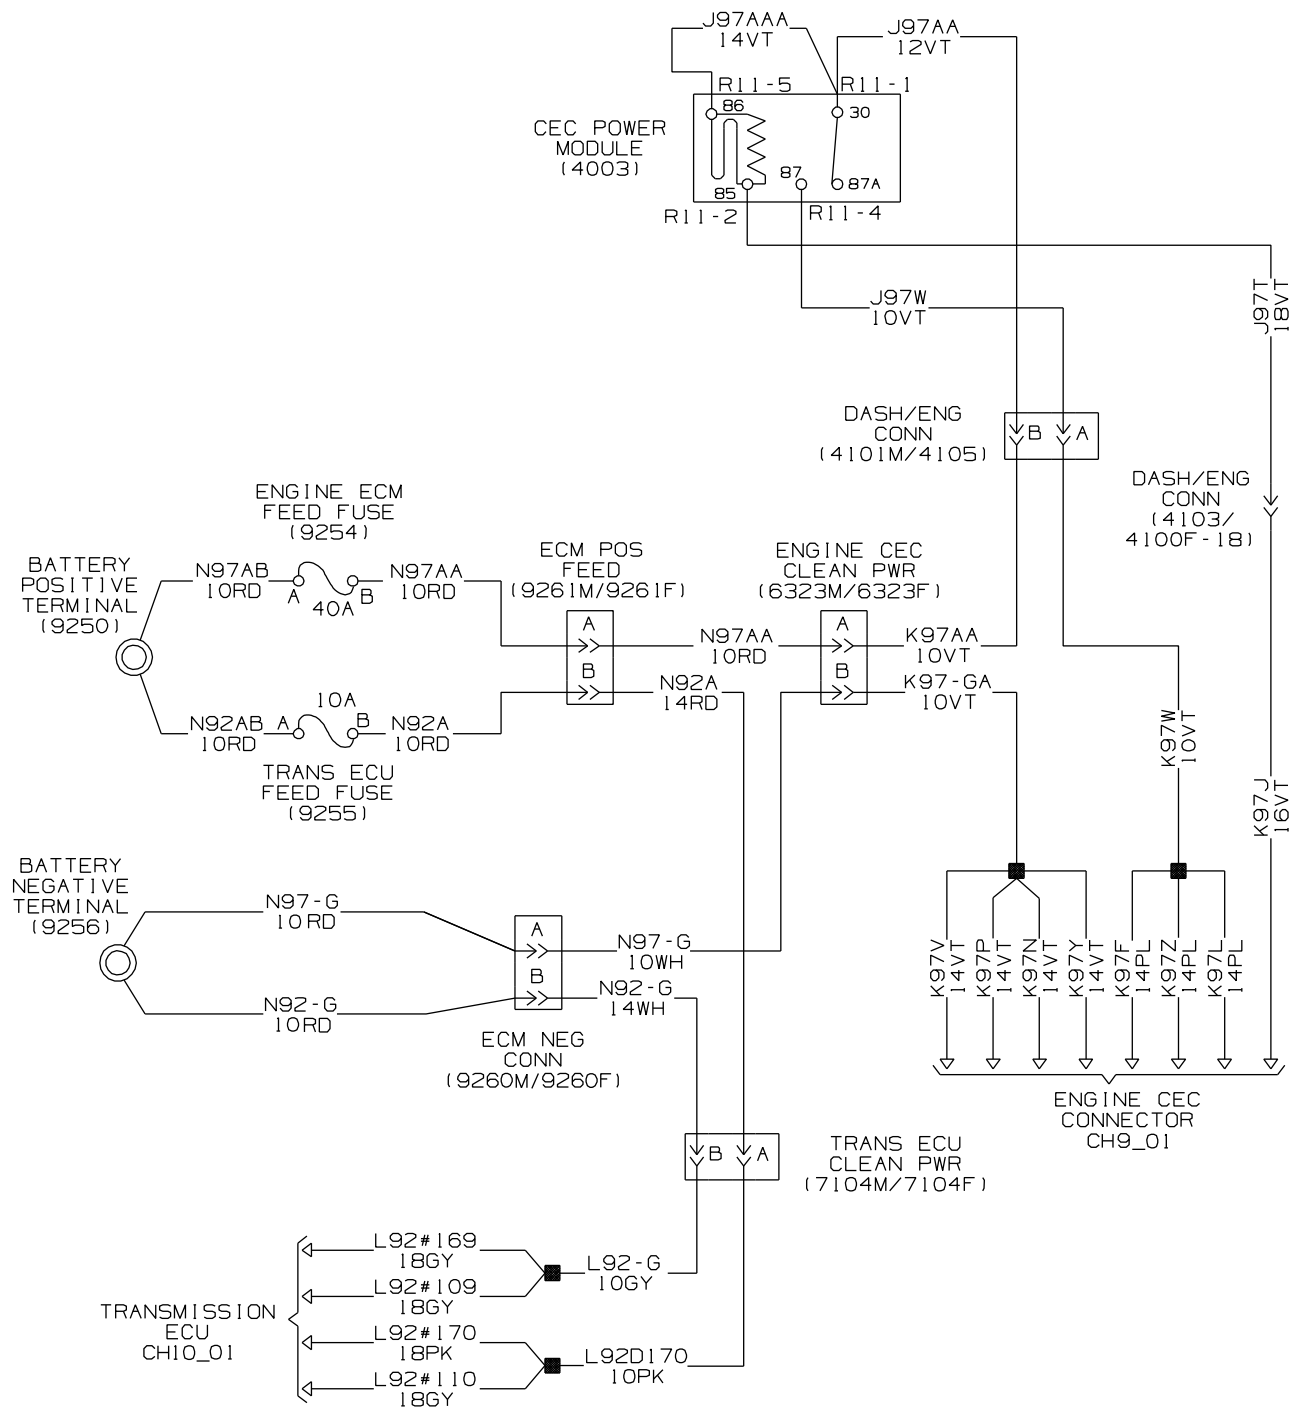 J97AAA
14VT
J97AA
12VT
R11-5
R11-1
86
30
CEC POWER
MODULE
(4003)
87
87A
85
R11-2
R11-4
J97T
18VT
J97W
10VT
DASH/ENG
CONN
(4101M/4105)
B
A
DASH/ENG
CONN
(4103/
4100F-18)
ENGINE ECM
FEED FUSE
(9254)
BATTERY
POSITIVE
TERMINAL
(9250)
N97AB
10RD
A
40A
B
N97AA
10RD
ECM POS
FEED
(9261M/9261F)
A
B
N97AA
10RD
ENGINE CEC
CLEAN PWR
(6323M/6323F)
A
B
K97AA
10VT
K97-GA
10VT
N92A
14RD
N92AB
10RD
A
10A
B
N92A
10RD
TRANS ECU
FEED FUSE
(9255)
K97W
10VT
K97J
16VT
BATTERY
NEGATIVE
TERMINAL
(9256)
N97-G
10RD
N92-G
10RD
A
B
N97-G
10WH
N92-G
14WH
ECM NEG
CONN
(9260M/9260F)
K97V
14VT
K97P
14VT
K97N
14VT
K97Y
14VT
K97F
14PL
K97Z
14PL
K97L
14PL
ENGINE CEC
CONNECTOR
CH9_01
B
A
TRANS ECU
CLEAN PWR
(7104M/7104F)
L92#169
18GY
L92-G
10GY
L92#109
18GY
TRANSMISSION
ECU
CH10_01
L92#170
18PK
L92D170
10PK
L92#110
18GY